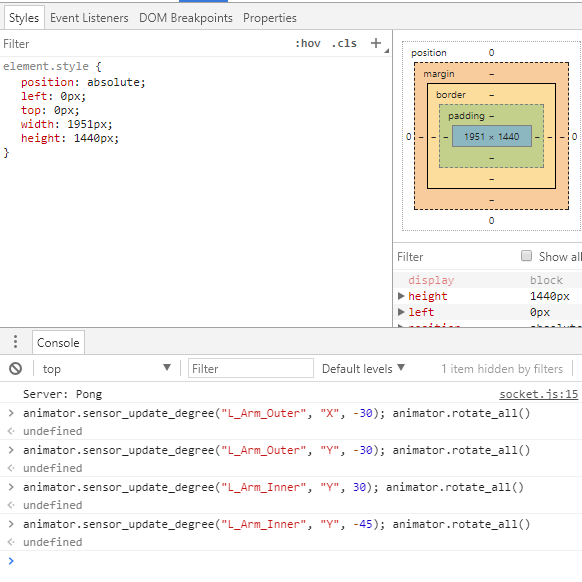 Styles Event Listeners DOM Breakpoints Properties
Filter :hov .cls +
element.style {
position: absolute;
left: 0px;
top: 0px;
width: 1951px;
height: 1440px;
}
position 0
margin –
border –
padding –
0 – – – 1951 × 1440 – – – 0
–
–
–
0
Filter Show all
display block
height 1440px
left 0px
position absolute
Console
top Filter Default levels 1 item hidden by filters
Server: Pong socket.js:15
> animator.sensor_update_degree("L_Arm_Outer", "X", -30); animator.rotate_all()
undefined
> animator.sensor_update_degree("L_Arm_Outer", "Y", -30); animator.rotate_all()
undefined
> animator.sensor_update_degree("L_Arm_Inner", "Y", 30); animator.rotate_all()
undefined
> animator.sensor_update_degree("L_Arm_Inner", "Y", -45); animator.rotate_all()
undefined
>